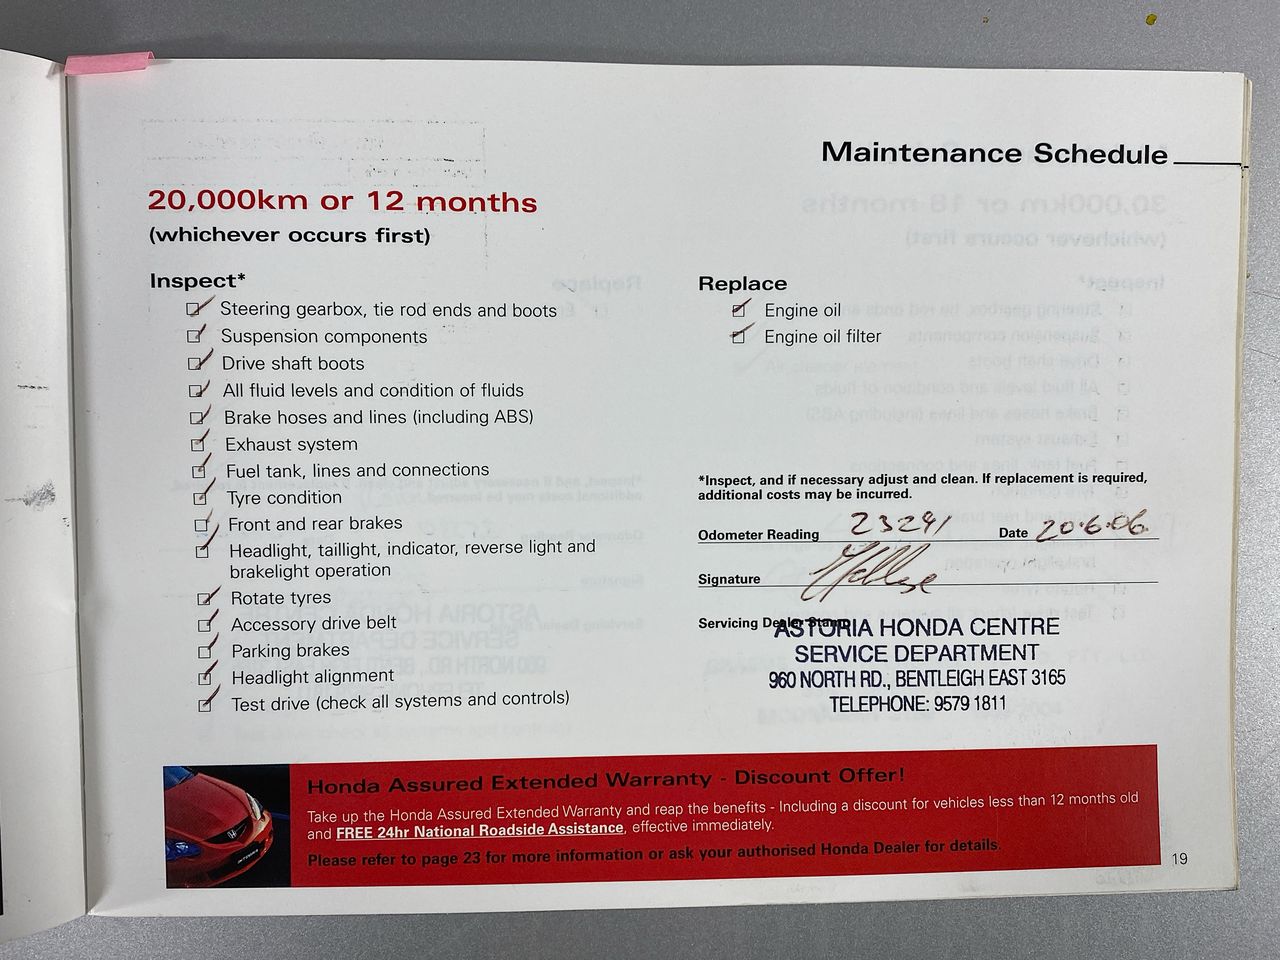 Maintenance Schedule
20,000km or 12 months
(whichever occurs first)
Inspect*
Steering gearbox, tie rod ends and boots
Suspension components
Drive shaft boots
All fluid levels and condition of fluids
Brake hoses and lines (including ABS)
Exhaust system
Fuel tank, lines and connections
Tyre condition
Front and rear brakes
Headlight, taillight, indicator, reverse light and
brakelight operation
Rotate tyres
Accessory drive belt
Parking brakes
Headlight alignment
Test drive (check all systems and controls)
Replace
Engine oil
Engine oil filter
*Inspect, and if necessary adjust and clean. If replacement is required,
additional costs may be incurred.
Odometer Reading 23291 Date 20.6.06.
Signature
Servicing Dealer Stamp
ASTORIA HONDA CENTRE
SERVICE DEPARTMENT
960 NORTH RD., BENTLEIGH EAST 3165
TELEPHONE: 9579 1811
Honda Assured Extended Warranty - Discount Offer!
Take up the Honda Assured Extended Warranty and reap the benefits - Including a discount for vehicles less than 12 months old
and FREE 24hr National Roadside Assistance, effective immediately.
Please refer to page 23 for more information or ask your authorised Honda Dealer for details.
19